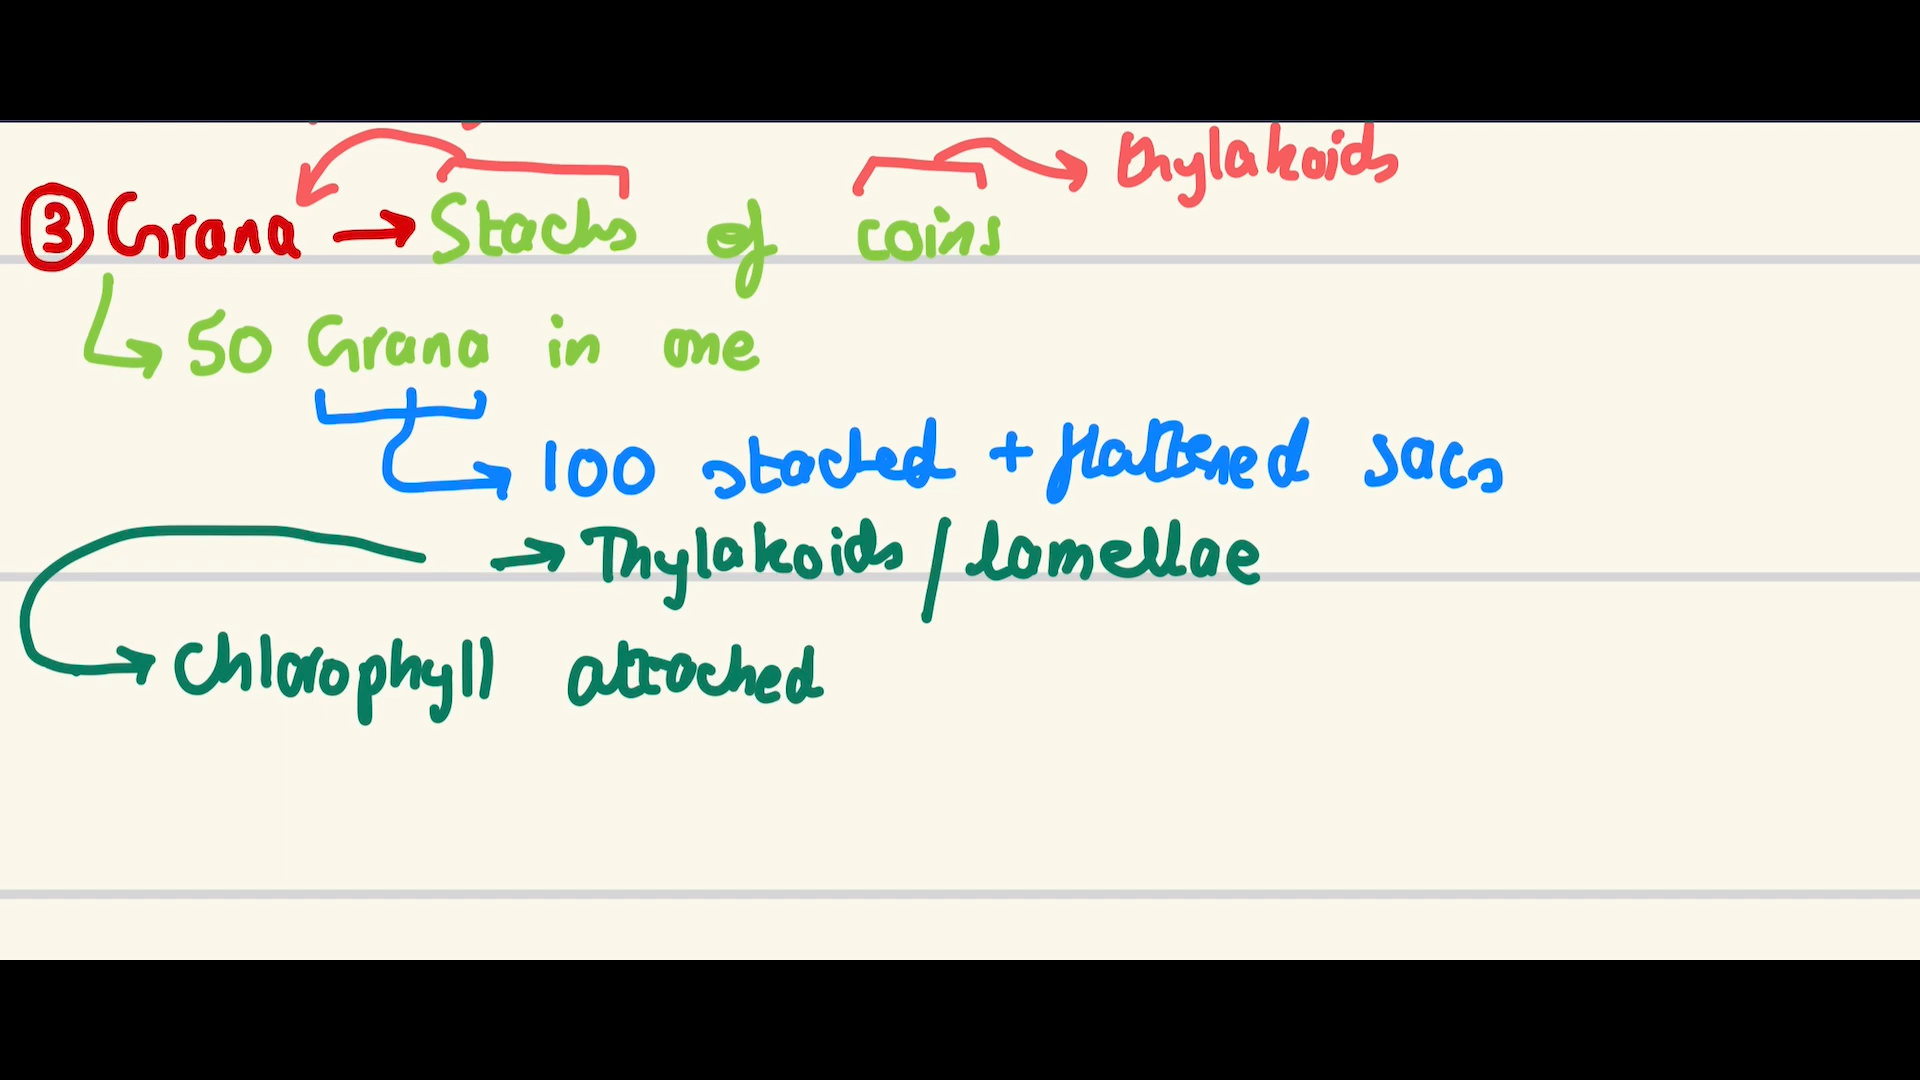 thylakoids
③ Grana → Stacks of coins
↳ 50 Grana in one
→ 100 stacked + flattened sacs
→ Thylakoids / lamellae
→ Chlorophyll attached